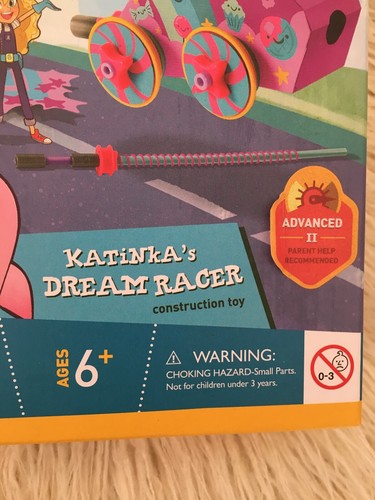 ADVANCED
II
PARENT HELP
RECOMMENDED
KATiNKA's
DREAM RACER
construction toy
AGES 6+
WARNING:
CHOKING HAZARD-Small Parts.
Not for children under 3 years.
0-3